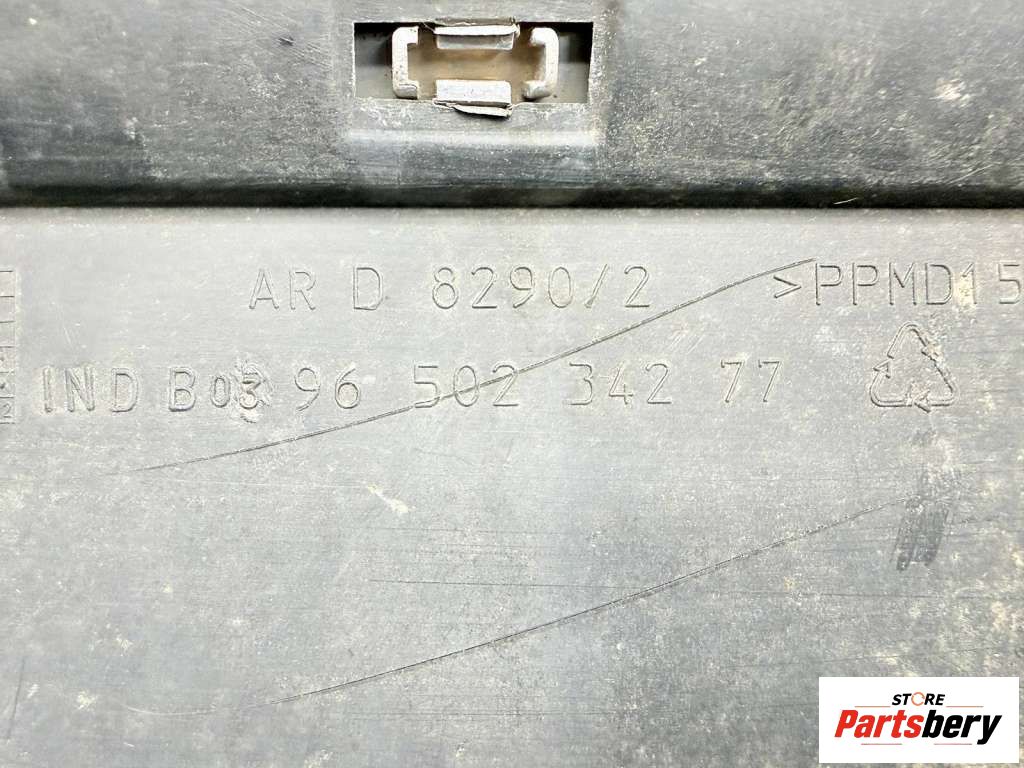 AR D 8290/2 >PPMD15
IND B03 96 502 342 77
STORE
Partsbery